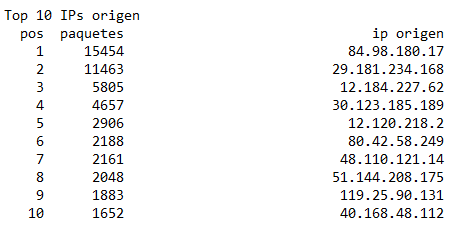 Top 10 IPs origen
pos paquetes ip origen
1 15454 84.98.180.17
2 11463 29.181.234.168
3 5805 12.184.227.62
4 4657 30.123.185.189
5 2906 12.120.218.2
6 2188 80.42.58.249
7 2161 48.110.121.14
8 2048 51.144.208.175
9 1883 119.25.90.131
10 1652 40.168.48.112